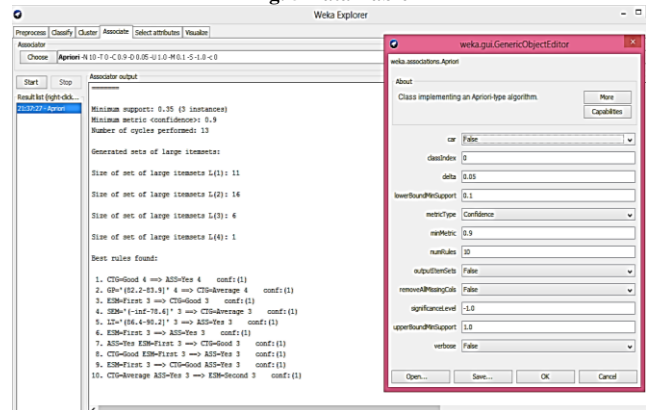 Weka Explorer
Preprocess Classify Cluster Associate Select attributes Visualize
Associator
Choose Apriori -N 10 -T 0 -C 0.9 -D 0.05 -U 1.0 -M 0.1 -S -1.0 -c 0
Start Stop
Result list (right-click...
21:37:27 - Apriori
Associator output
=======
Minimum support: 0.35 (3 instances)
Minimum metric <confidence>: 0.9
Number of cycles performed: 13
Generated sets of large itemsets:
Size of set of large itemsets L(1): 11
Size of set of large itemsets L(2): 16
Size of set of large itemsets L(3): 6
Size of set of large itemsets L(4): 1
Best rules found:
1. CTG=Good 4 ==> ASS=Yes 4 conf:(1)
2. GP='(82.2-83.9]' 4 ==> CTG=Average 4 conf:(1)
3. ESM=First 3 ==> CTG=Good 3 conf:(1)
4. SEM='(-inf-78.6]' 3 ==> CTG=Average 3 conf:(1)
5. LT='(86.4-90.2]' 3 ==> ASS=Yes 3 conf:(1)
6. ESM=First 3 ==> ASS=Yes 3 conf:(1)
7. ASS=Yes ESM=First 3 ==> CTG=Good 3 conf:(1)
8. CTG=Good ESM=First 3 ==> ASS=Yes 3 conf:(1)
9. ESM=First 3 ==> CTG=Good ASS=Yes 3 conf:(1)
10. CTG=Average ASS=Yes 3 ==> ESM=Second 3 conf:(1)
weka.gui.GenericObjectEditor
weka.associations.Apriori
About
Class implementing an Apriori-type algorithm.
More
Capabilities
car False
classIndex 0
delta 0.05
lowerBoundMinSupport 0.1
metricType Confidence
minMetric 0.9
numRules 10
outputItemSets False
removeAllMissingCols False
significanceLevel -1.0
upperBoundMinSupport 1.0
verbose False
Open... Save... OK Cancel